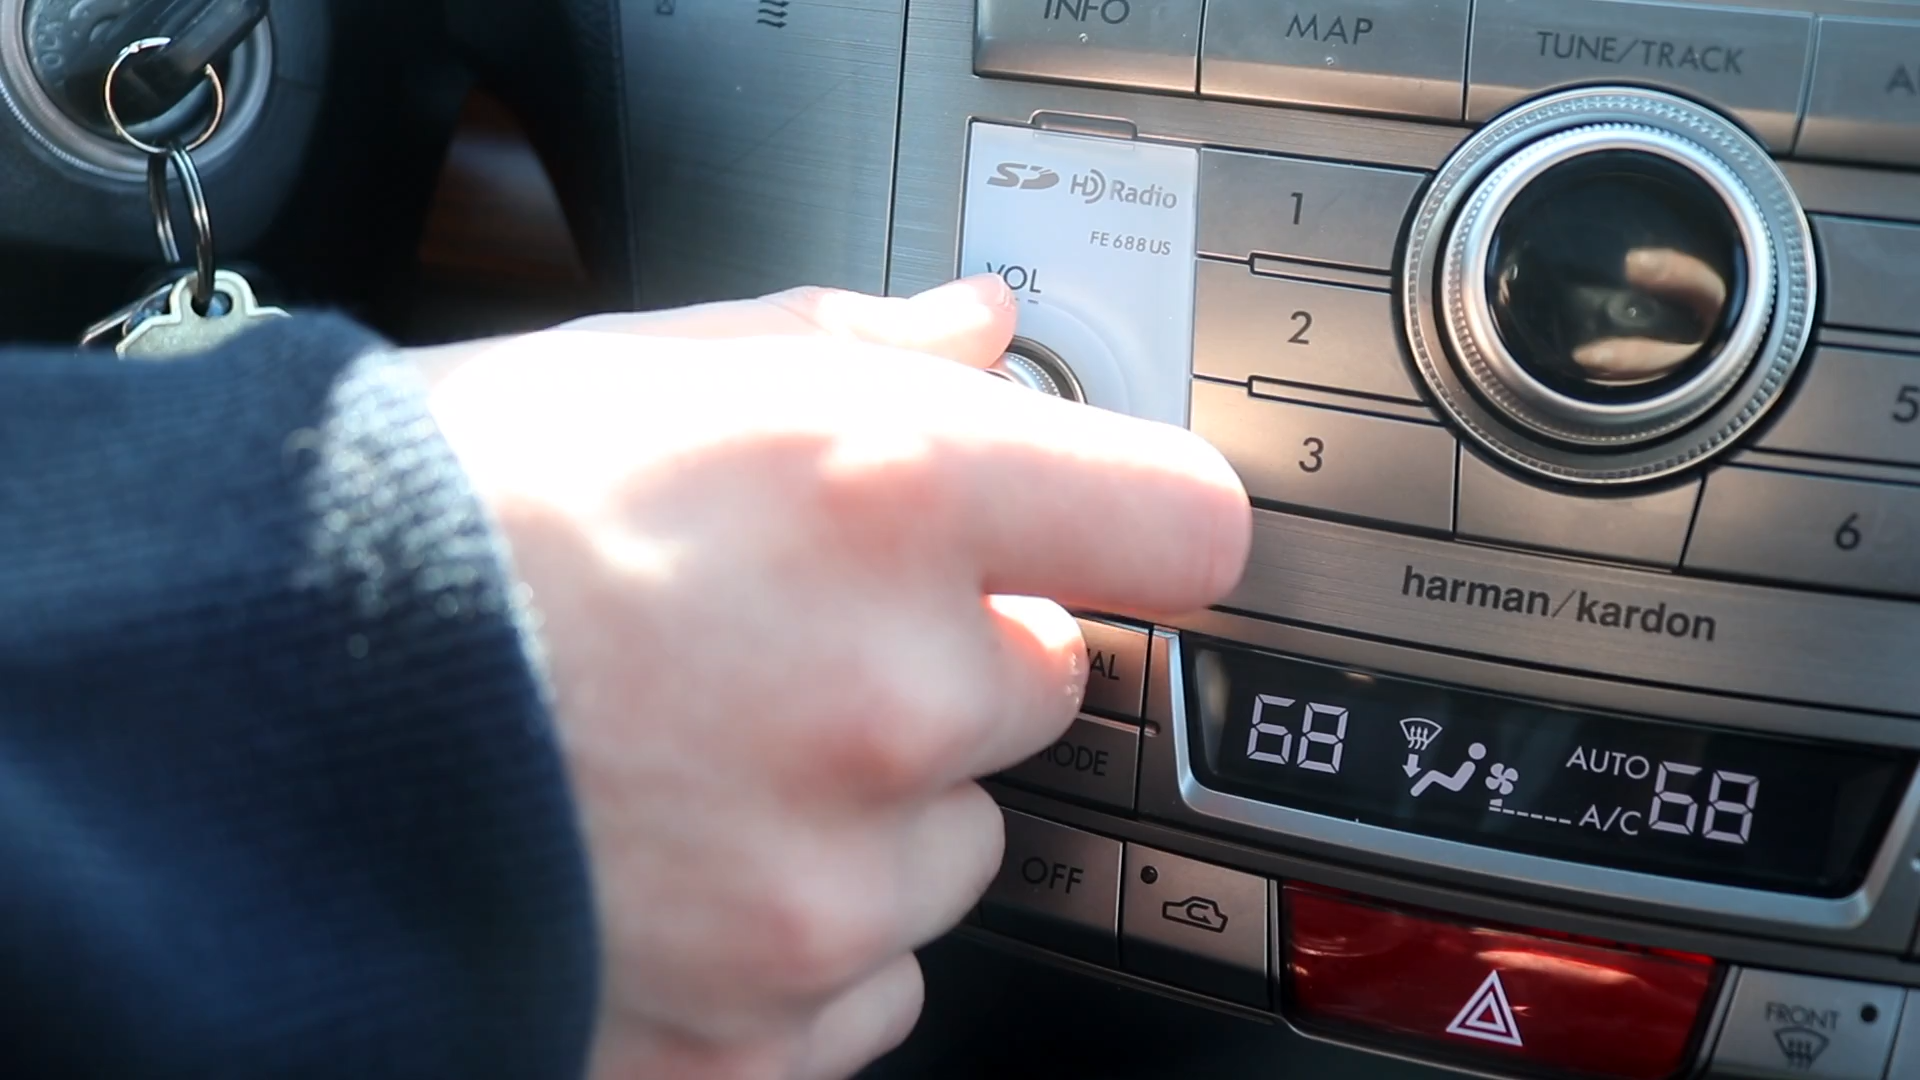 INFO
MAP
TUNE/TRACK
SD HD Radio
FE 688 US
VOL
1
2
3
5
6
harman/kardon
68
AUTO
A/C
68
MODE
OFF
FRONT